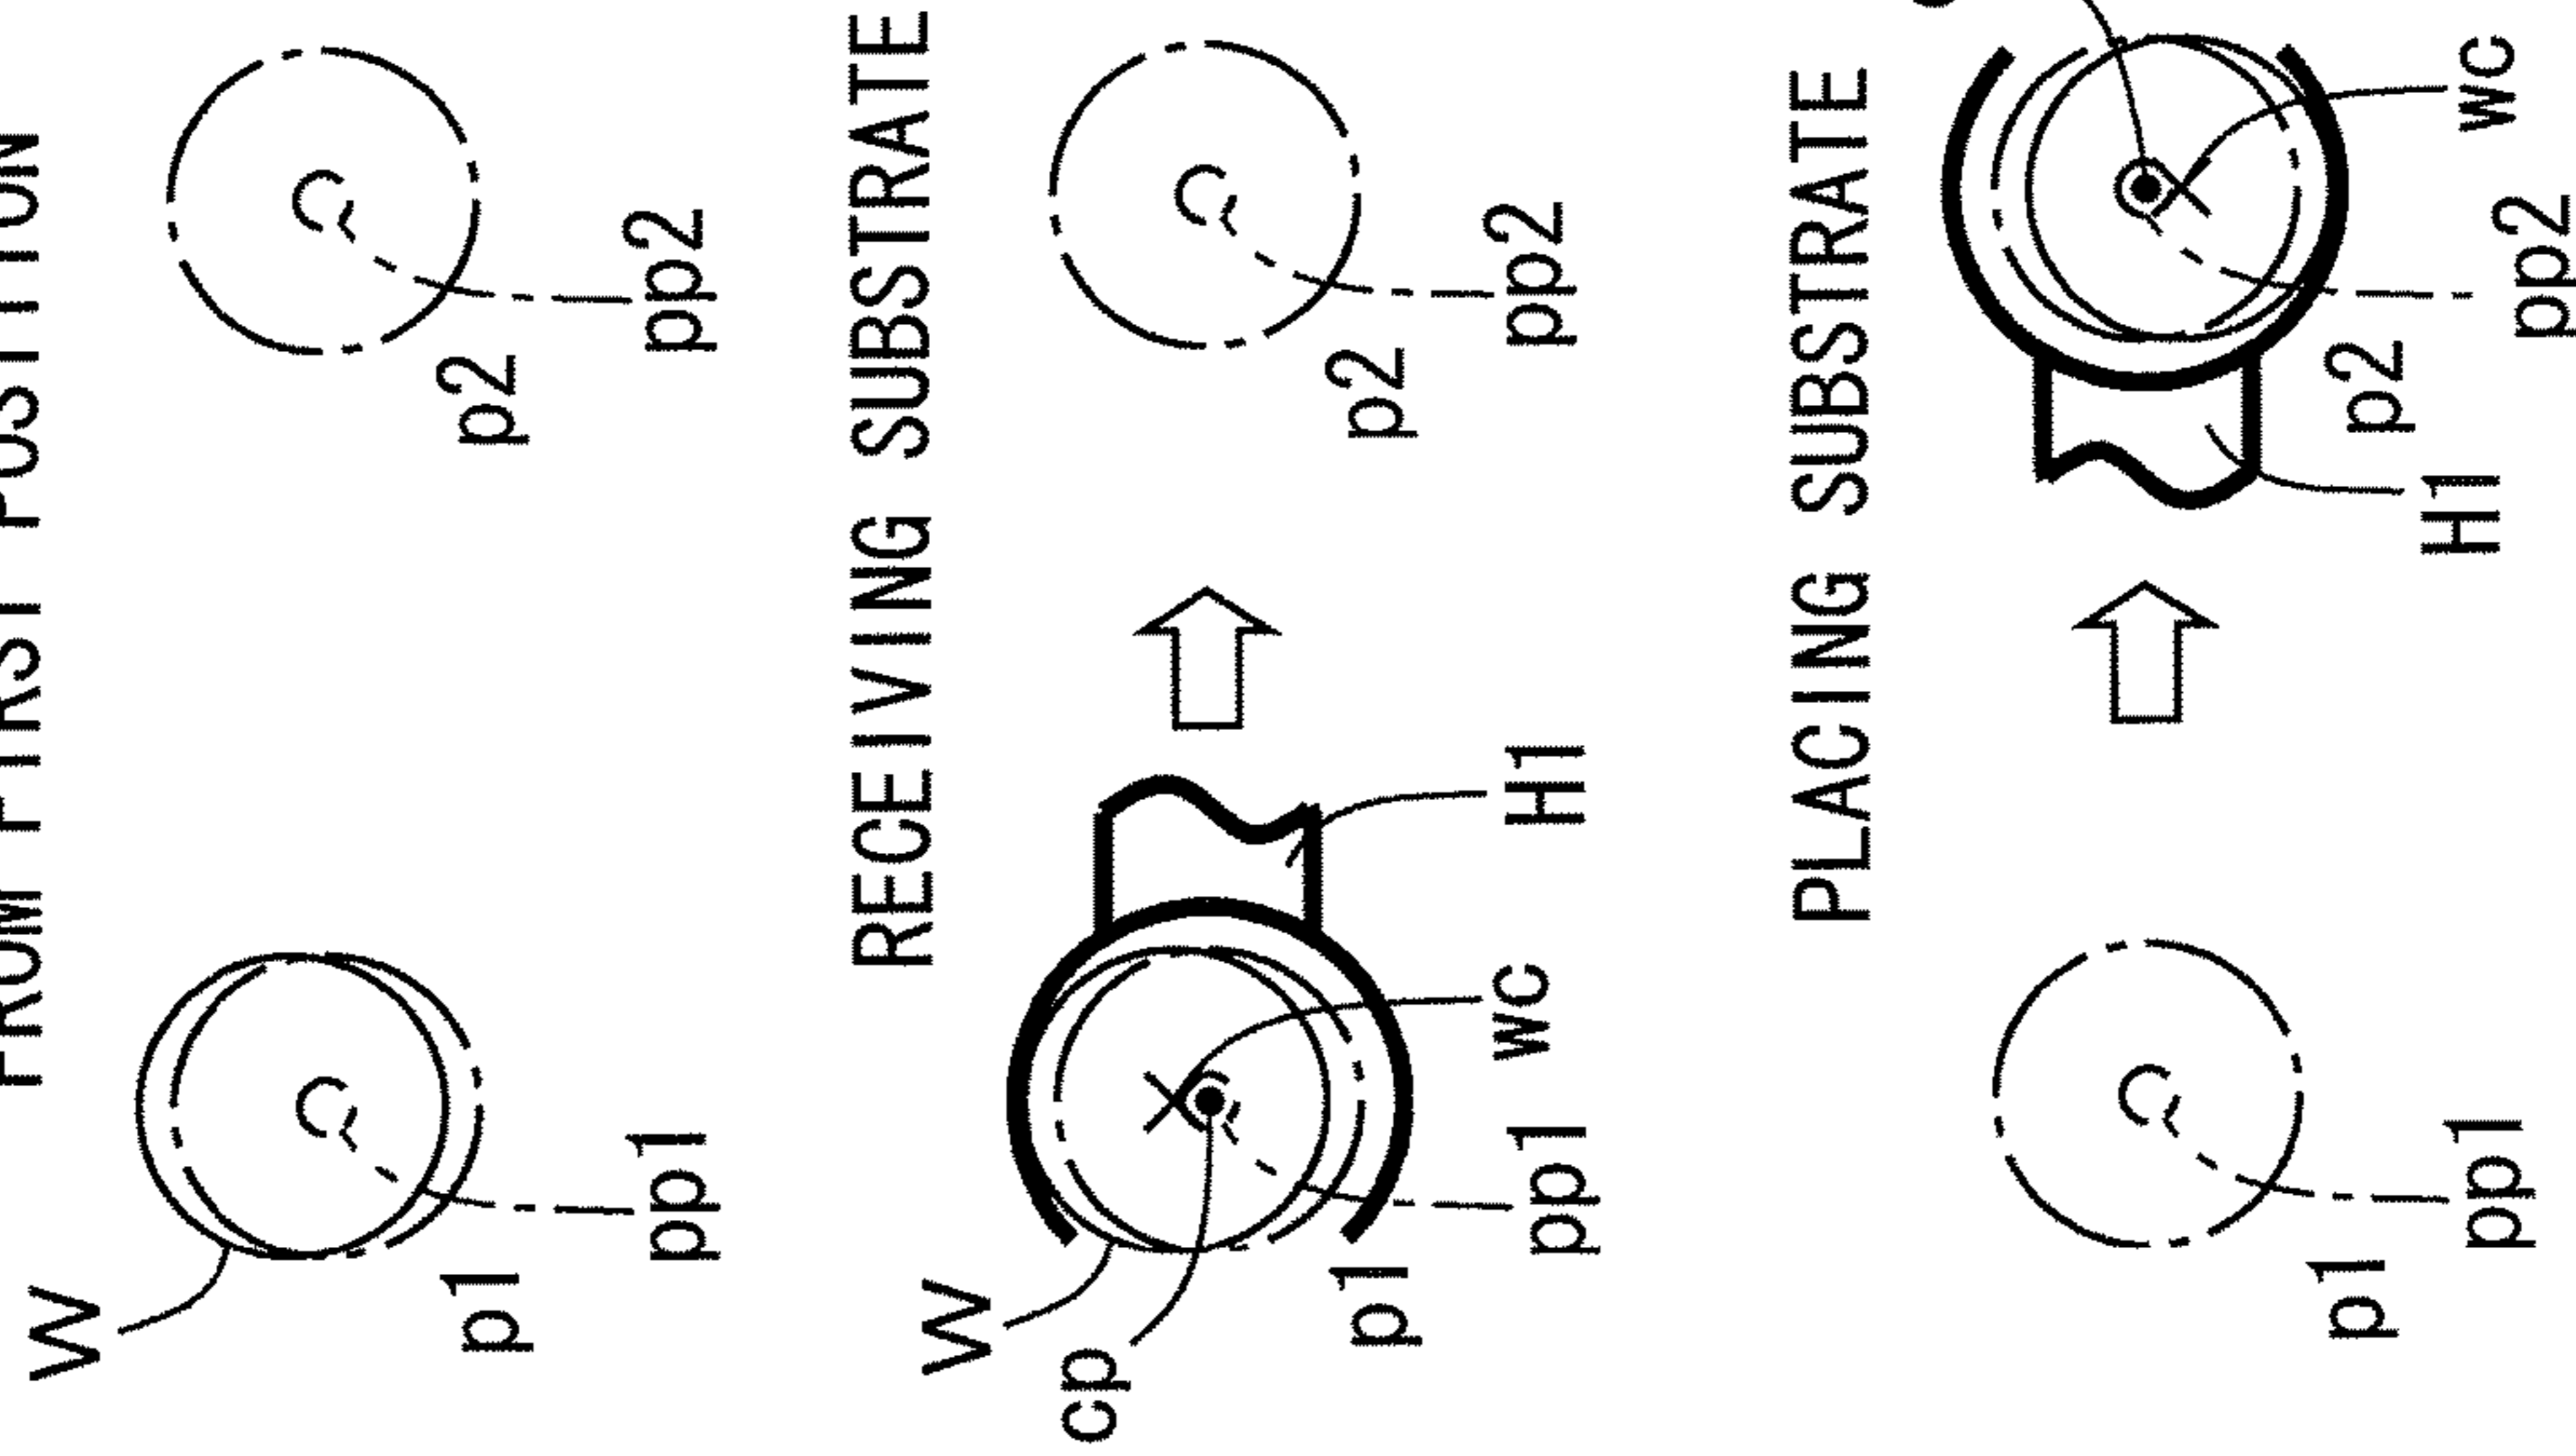 FROM FIRST POSITION
W
p1
p2
pp1
pp2
RECEIVING SUBSTRATE
W
cp
p1
p2
pp1
wc
H1
pp2
PLACING SUBSTRATE
p1
p2
pp1
H1
pp2
wc